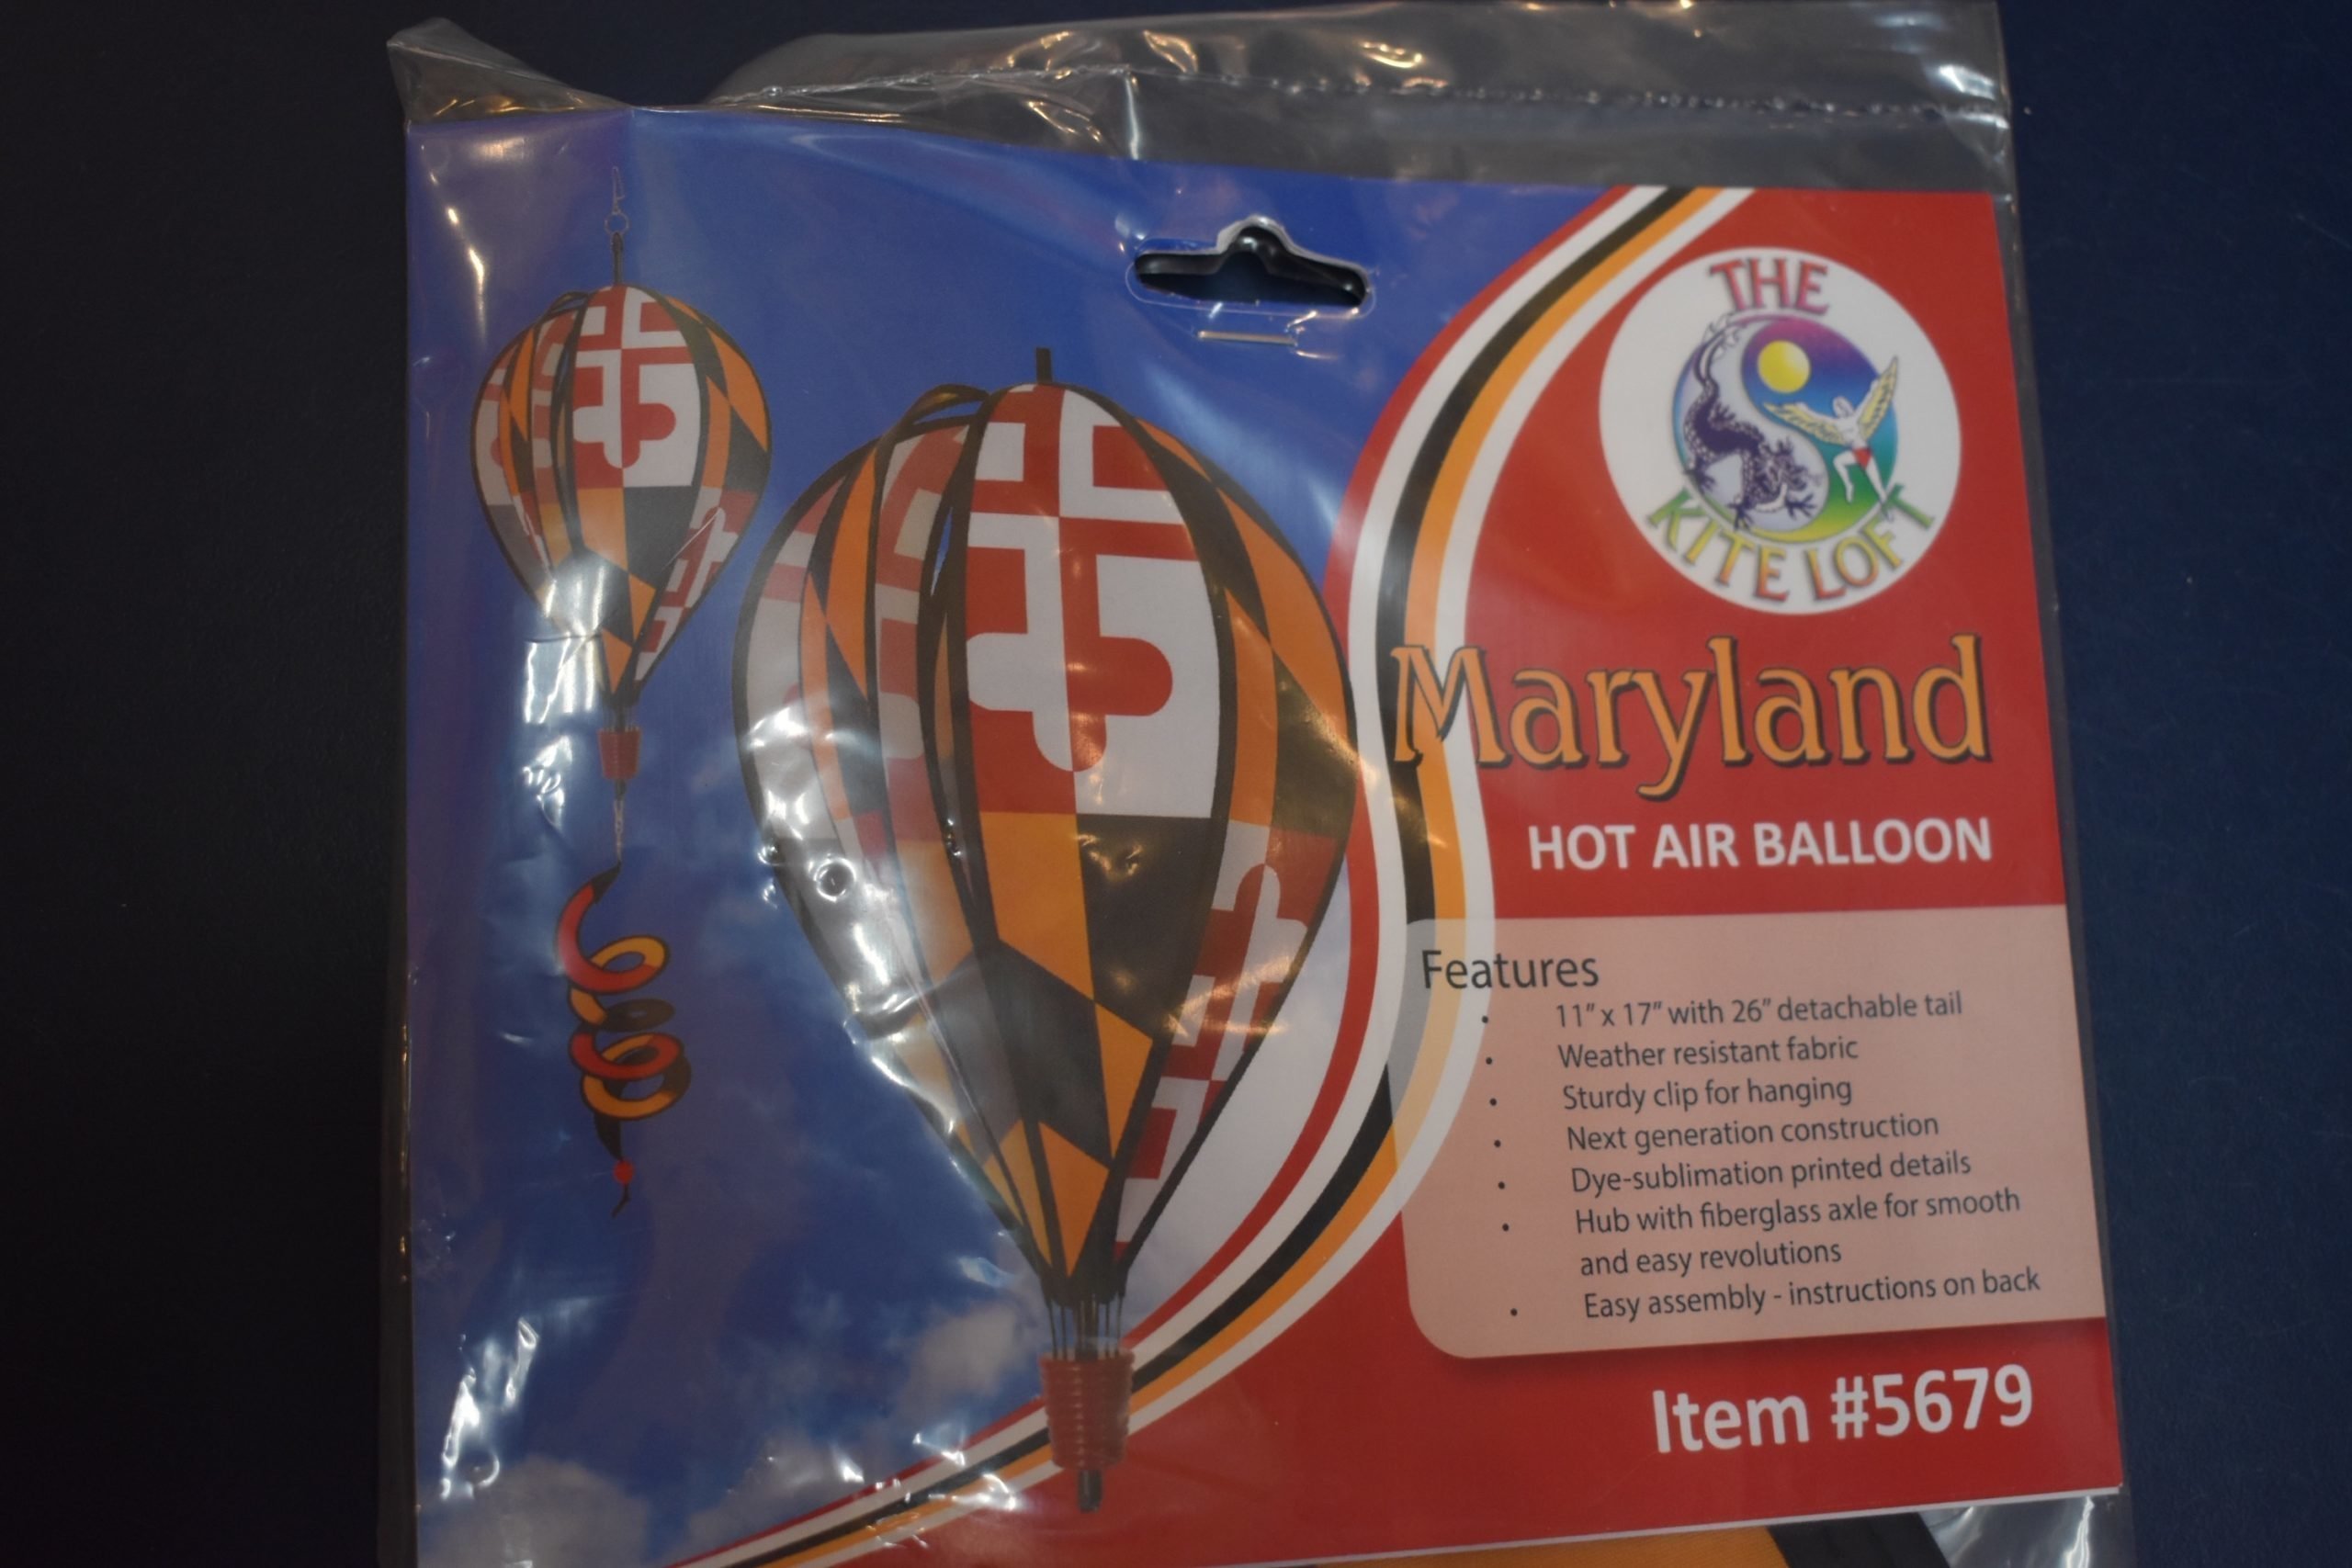 THE
KITE LOFT
Maryland
HOT AIR BALLOON
Features
• 11" x 17" with 26" detachable tail
• Weather resistant fabric
• Sturdy clip for hanging
• Next generation construction
• Dye-sublimation printed details
• Hub with fiberglass axle for smooth
and easy revolutions
• Easy assembly - instructions on back
Item #5679